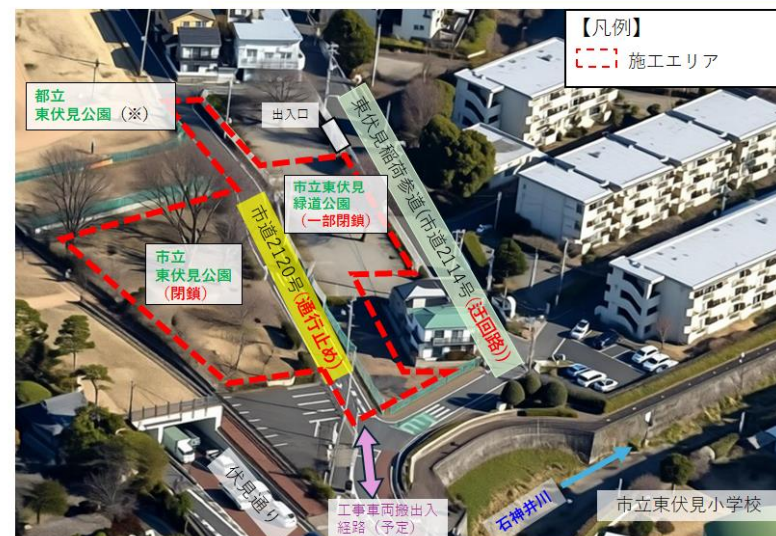 【凡例】
施工エリア
都立
東伏見公園（※）
出入口
東伏見稲荷参道(市道2114号(迂回路))
市立東伏見
緑道公園
（一部閉鎖）
市道2120号(通行止め)
市立
東伏見公園
（閉鎖）
伏見通り
工事車両搬出入
経路（予定）
石神井川
市立東伏見小学校